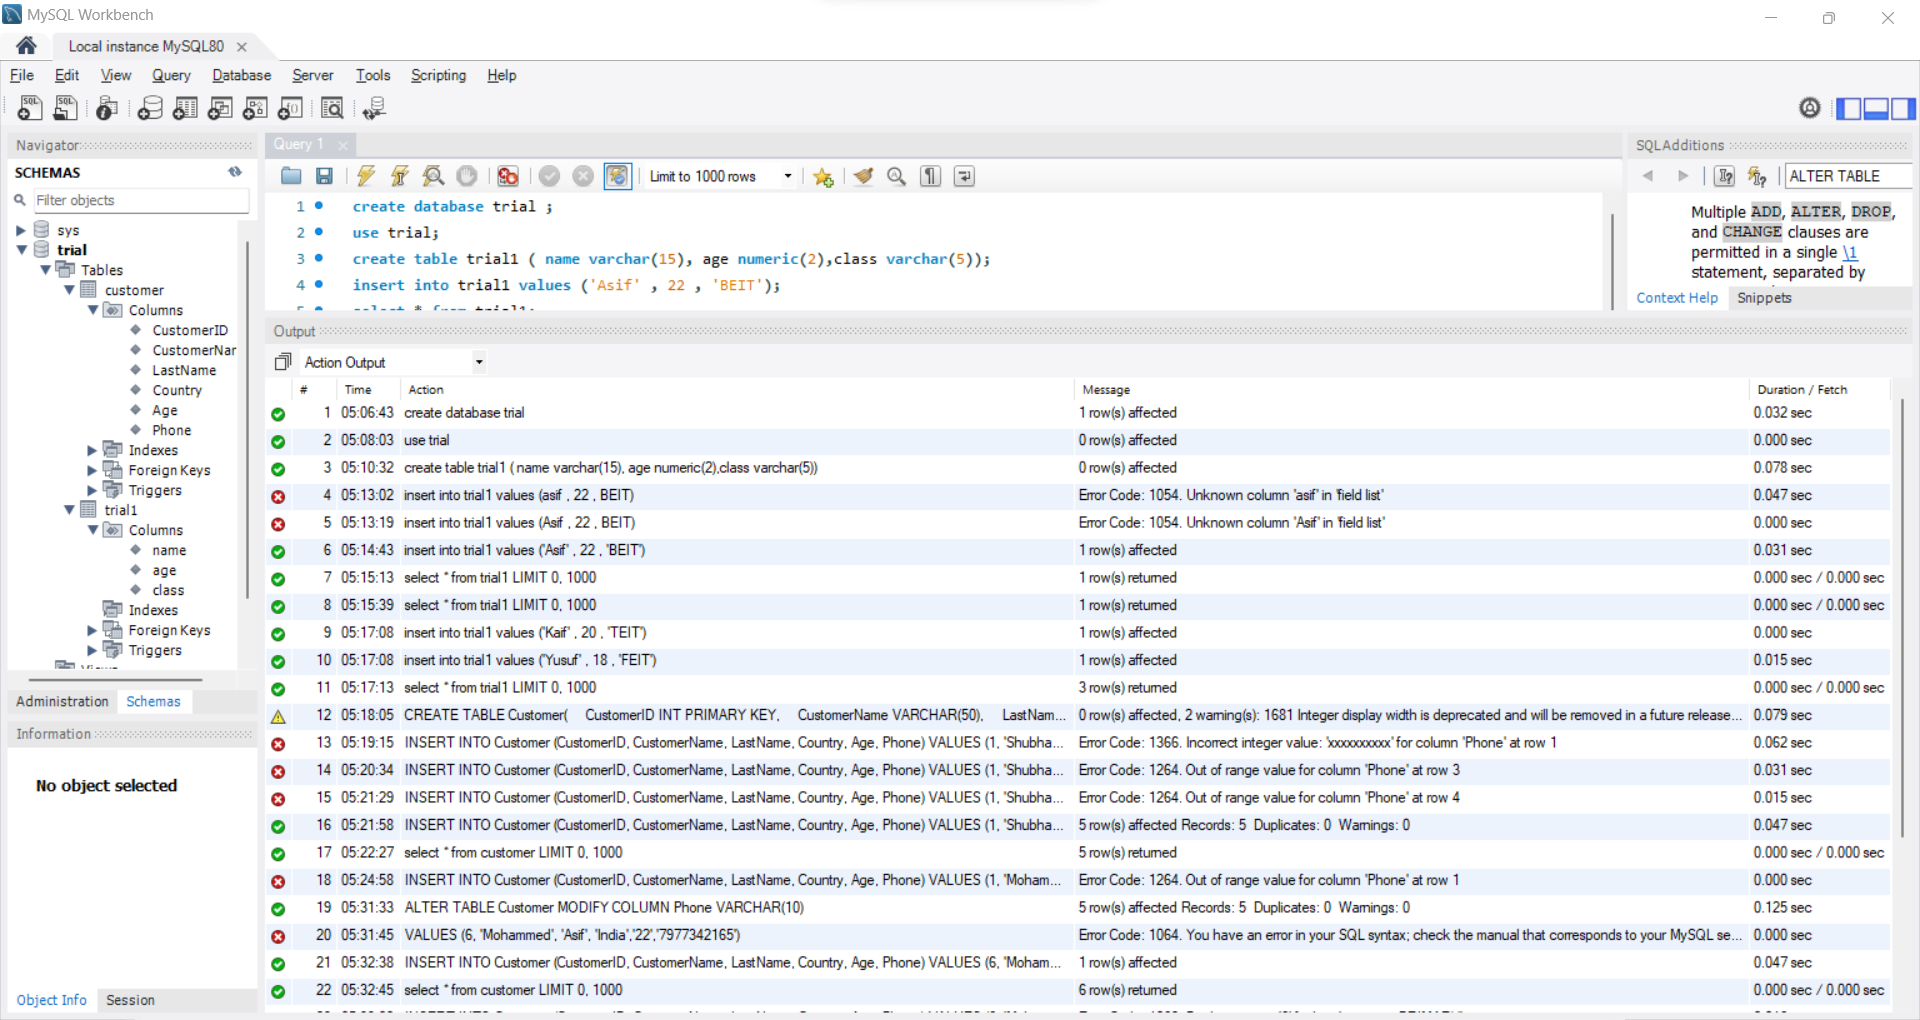 MySQL Workbench
Local instance MySQL80
File Edit View Query Database Server Tools Scripting Help
Navigator
SCHEMAS
Filter objects
sys
trial
Tables
customer
Columns
CustomerID
CustomerNar
LastName
Country
Age
Phone
Indexes
Foreign Keys
Triggers
trial1
Columns
name
age
class
Indexes
Foreign Keys
Triggers
Administration Schemas
Information
No object selected
Object Info Session
Query 1
Limit to 1000 rows
1 create database trial ;
2 use trial;
3 create table trial1 ( name varchar(15), age numeric(2),class varchar(5));
4 insert into trial1 values ('Asif' , 22 , 'BEIT');
SQLAdditions
ALTER TABLE
Multiple ADD, ALTER, DROP,
and CHANGE clauses are
permitted in a single \1
statement, separated by
Context Help Snippets
Output
Action Output
# Time Action Message Duration / Fetch
1 05:06:43 create database trial 1 row(s) affected 0.032 sec
2 05:08:03 use trial 0 row(s) affected 0.000 sec
3 05:10:32 create table trial1 ( name varchar(15), age numeric(2),class varchar(5)) 0 row(s) affected 0.078 sec
4 05:13:02 insert into trial1 values (asif , 22 , BEIT) Error Code: 1054. Unknown column 'asif' in 'field list' 0.047 sec
5 05:13:19 insert into trial1 values (Asif , 22 , BEIT) Error Code: 1054. Unknown column 'Asif' in 'field list' 0.000 sec
6 05:14:43 insert into trial1 values ('Asif' , 22 , 'BEIT') 1 row(s) affected 0.031 sec
7 05:15:13 select * from trial1 LIMIT 0, 1000 1 row(s) returned 0.000 sec / 0.000 sec
8 05:15:39 select * from trial1 LIMIT 0, 1000 1 row(s) returned 0.000 sec / 0.000 sec
9 05:17:08 insert into trial1 values ('Kaif' , 20 , 'TEIT') 1 row(s) affected 0.000 sec
10 05:17:08 insert into trial1 values ('Yusuf' , 18 , 'FEIT') 1 row(s) affected 0.015 sec
11 05:17:13 select * from trial1 LIMIT 0, 1000 3 row(s) returned 0.000 sec / 0.000 sec
12 05:18:05 CREATE TABLE Customer( CustomerID INT PRIMARY KEY, CustomerName VARCHAR(50), LastNam... 0 row(s) affected, 2 warning(s): 1681 Integer display width is deprecated and will be removed in a future release... 0.079 sec
13 05:19:15 INSERT INTO Customer (CustomerID, CustomerName, LastName, Country, Age, Phone) VALUES (1, 'Shubha... Error Code: 1366. Incorrect integer value: 'xxxxxxxxxx' for column 'Phone' at row 1 0.062 sec
14 05:20:34 INSERT INTO Customer (CustomerID, CustomerName, LastName, Country, Age, Phone) VALUES (1, 'Shubha... Error Code: 1264. Out of range value for column 'Phone' at row 3 0.031 sec
15 05:21:29 INSERT INTO Customer (CustomerID, CustomerName, LastName, Country, Age, Phone) VALUES (1, 'Shubha... Error Code: 1264. Out of range value for column 'Phone' at row 4 0.015 sec
16 05:21:58 INSERT INTO Customer (CustomerID, CustomerName, LastName, Country, Age, Phone) VALUES (1, 'Shubha... 5 row(s) affected Records: 5 Duplicates: 0 Warnings: 0 0.047 sec
17 05:22:27 select * from customer LIMIT 0, 1000 5 row(s) returned 0.000 sec / 0.000 sec
18 05:24:58 INSERT INTO Customer (CustomerID, CustomerName, LastName, Country, Age, Phone) VALUES (1, 'Moham... Error Code: 1264. Out of range value for column 'Phone' at row 1 0.000 sec
19 05:31:33 ALTER TABLE Customer MODIFY COLUMN Phone VARCHAR(10) 5 row(s) affected Records: 5 Duplicates: 0 Warnings: 0 0.125 sec
20 05:31:45 VALUES (6, 'Mohammed', 'Asif', 'India','22','7977342165') Error Code: 1064. You have an error in your SQL syntax; check the manual that corresponds to your MySQL se... 0.000 sec
21 05:32:38 INSERT INTO Customer (CustomerID, CustomerName, LastName, Country, Age, Phone) VALUES (6, 'Moham... 1 row(s) affected 0.047 sec
22 05:32:45 select * from customer LIMIT 0, 1000 6 row(s) returned 0.000 sec / 0.000 sec